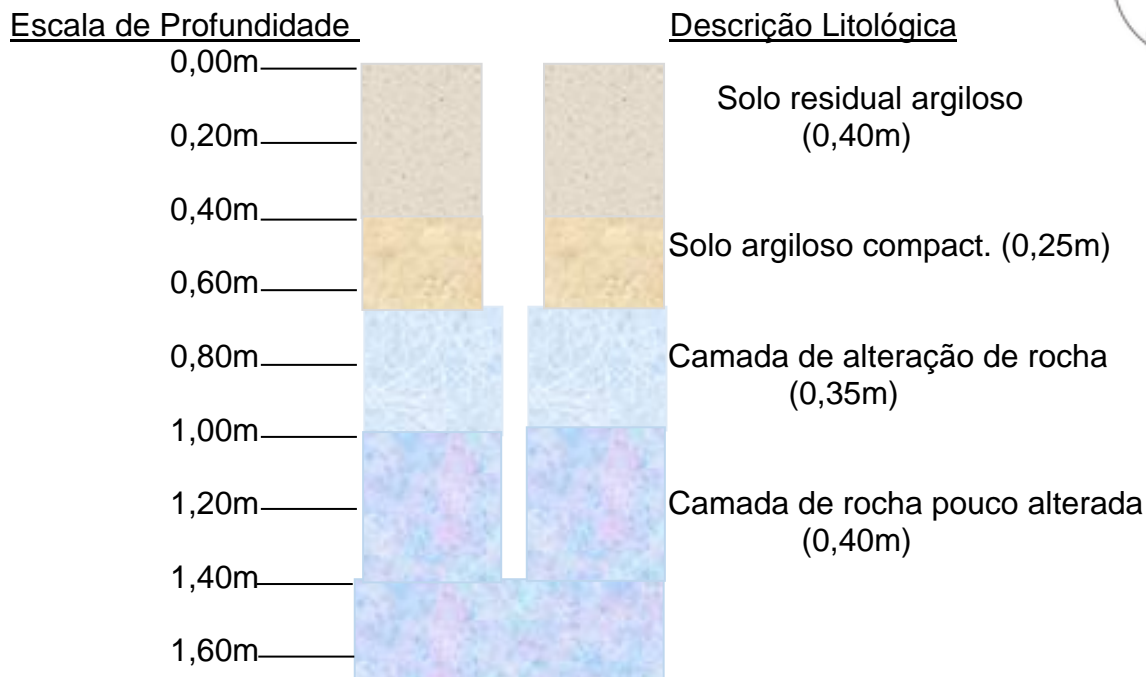 Escala de Profundidade
Descrição Litológica
0,00m
Solo residual argiloso
(0,40m)
0,20m
0,40m
Solo argiloso compact. (0,25m)
0,60m
0,80m
Camada de alteração de rocha
(0,35m)
1,00m
1,20m
Camada de rocha pouco alterada
(0,40m)
1,40m
1,60m